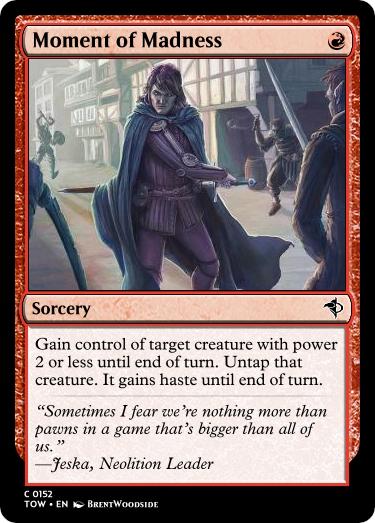 Moment of Madness
Sorcery
Gain control of target creature with power
2 or less until end of turn. Untap that
creature. It gains haste until end of turn.
“Sometimes I fear we’re nothing more than
pawns in a game that’s bigger than all of
us.”
—Jeska, Neolition Leader
C 0152
TOW • EN BrentWoodside